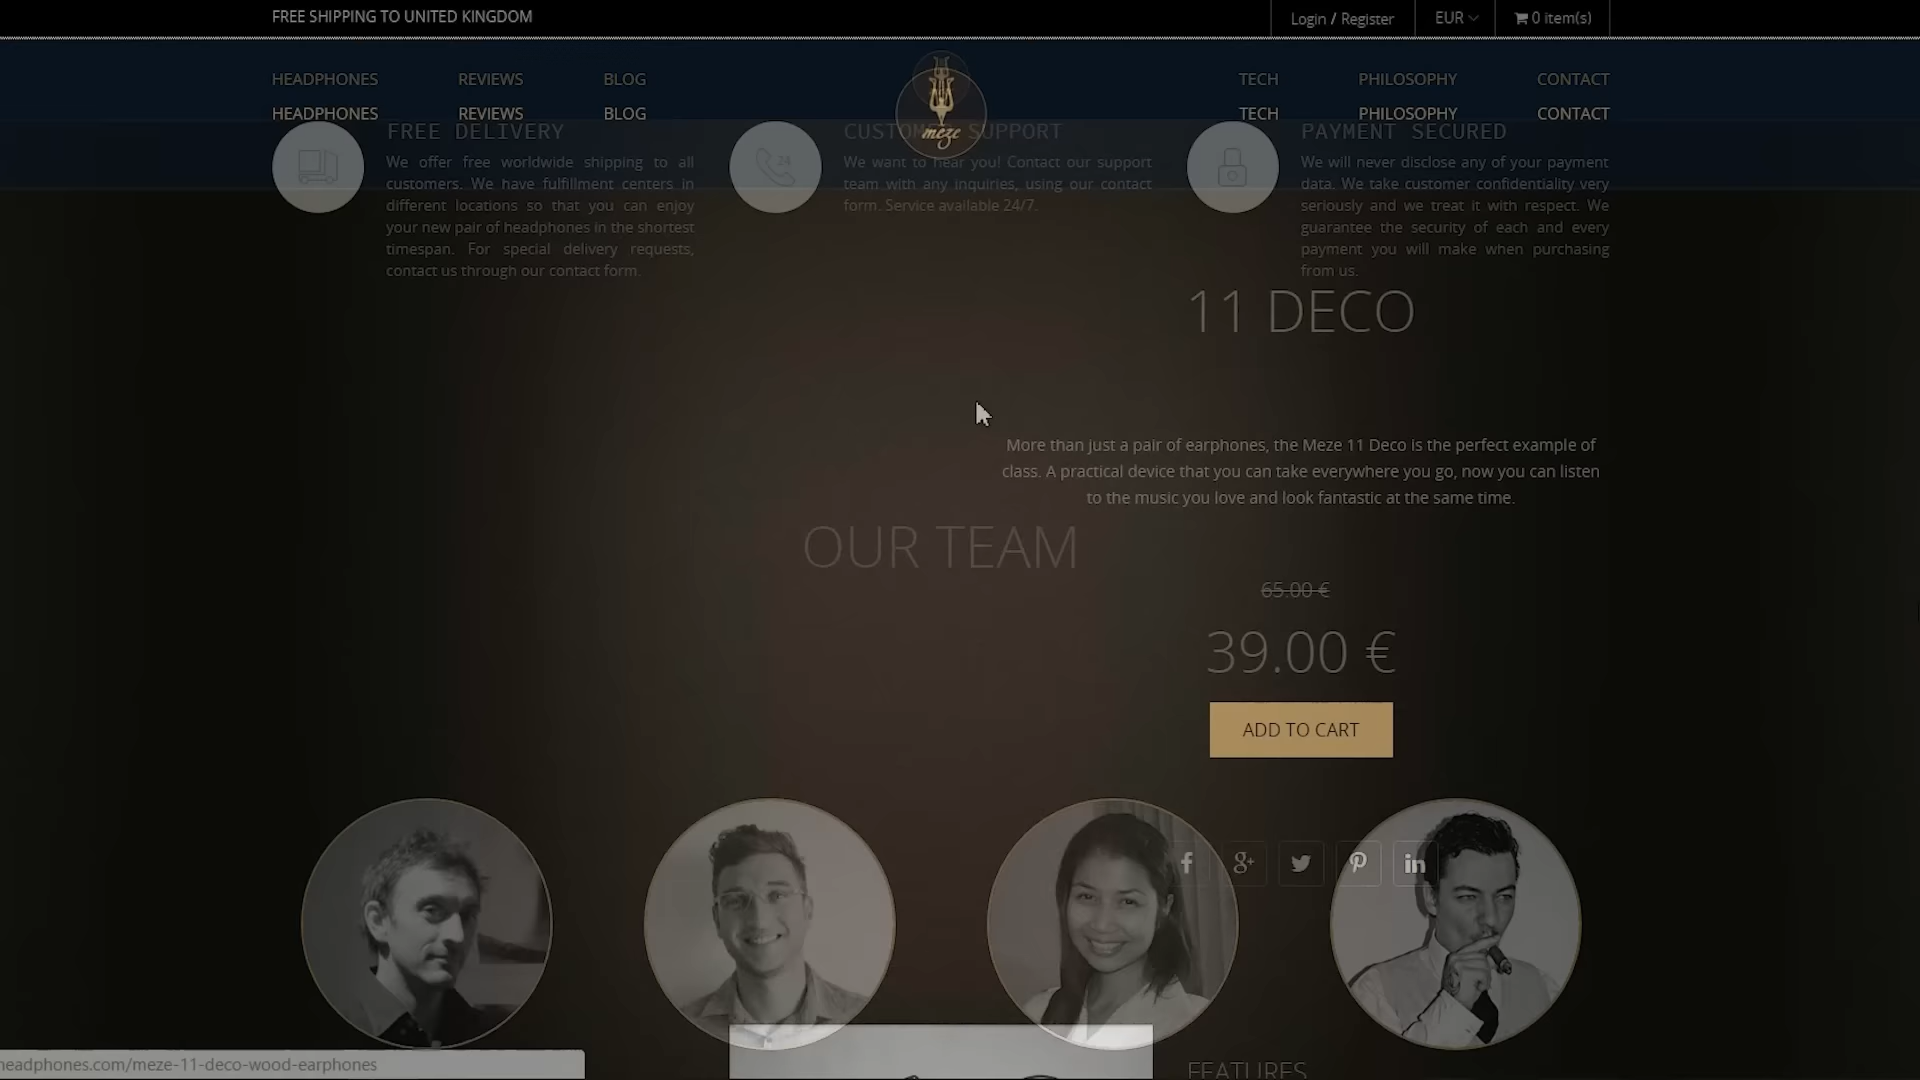 FREE SHIPPING TO UNITED KINGDOM
Login / Register
EUR
0 item(s)
HEADPHONES
REVIEWS
BLOG
TECH
PHILOSOPHY
CONTACT
HEADPHONES
REVIEWS
BLOG
meze
TECH
PHILOSOPHY
CONTACT
FREE DELIVERY
We offer free worldwide shipping to all
customers. We have fulfillment centers in
different locations so that you can enjoy
your new pair of headphones in the shortest
timespan. For special delivery requests,
contact us through our contact form.
24
CUSTOMER SUPPORT
We want to hear you! Contact our support
team with any inquiries, using our contact
form. Service available 24/7.
PAYMENT SECURED
We will never disclose any of your payment
data. We take customer confidentiality very
seriously and we treat it with respect. We
guarantee the security of each and every
payment you will make when purchasing
from us.
11 DECO
More than just a pair of earphones, the Meze 11 Deco is the perfect example of
class. A practical device that you can take everywhere you go, now you can listen
to the music you love and look fantastic at the same time.
OUR TEAM
65.00 €
39.00 €
ADD TO CART
FEATURES
headphones.com/meze-11-deco-wood-earphones